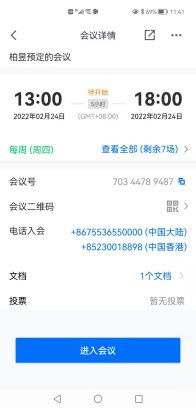 69% 11:41
会议详情
柏昱预定的会议
待开始
13:00 5小时 18:00
2022年02月24日 (GMT+08:00) 2022年02月24日
每周 (周四) 查看全部 (剩余7场)
会议号 703 4478 9487
会议二维码
电话入会 +8675536550000 (中国大陆)
+85230018898 (中国香港)
文档 1个文档
投票 暂无投票
进入会议